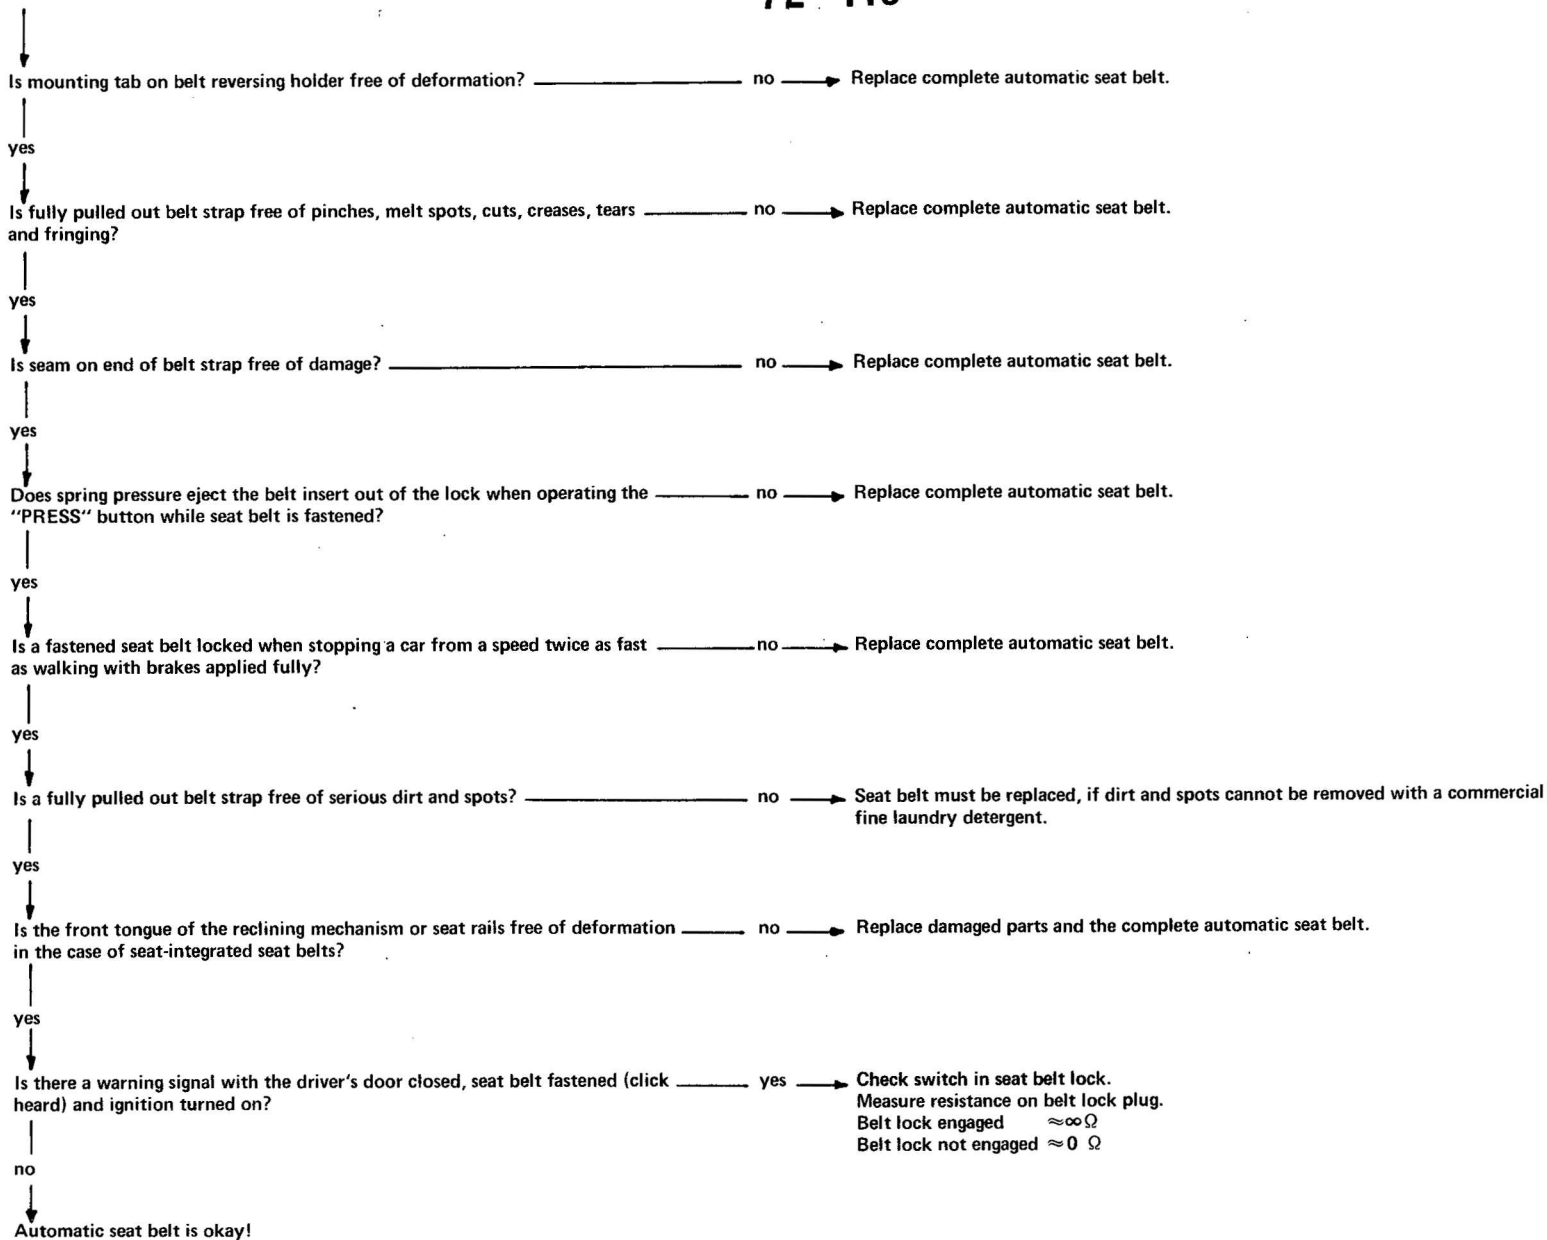 Is mounting tab on belt reversing holder free of deformation? no Replace complete automatic seat belt.
yes
Is fully pulled out belt strap free of pinches, melt spots, cuts, creases, tears no Replace complete automatic seat belt.
and fringing?
yes
Is seam on end of belt strap free of damage? no Replace complete automatic seat belt.
yes
Does spring pressure eject the belt insert out of the lock when operating the no Replace complete automatic seat belt.
"PRESS" button while seat belt is fastened?
yes
Is a fastened seat belt locked when stopping a car from a speed twice as fast no Replace complete automatic seat belt.
as walking with brakes applied fully?
yes
Is a fully pulled out belt strap free of serious dirt and spots? no Seat belt must be replaced, if dirt and spots cannot be removed with a commercial
fine laundry detergent.
yes
Is the front tongue of the reclining mechanism or seat rails free of deformation no Replace damaged parts and the complete automatic seat belt.
in the case of seat-integrated seat belts?
yes
Is there a warning signal with the driver's door closed, seat belt fastened (click yes Check switch in seat belt lock.
heard) and ignition turned on? Measure resistance on belt lock plug.
Belt lock engaged ≈∞ Ω
Belt lock not engaged ≈ 0 Ω
no
Automatic seat belt is okay!